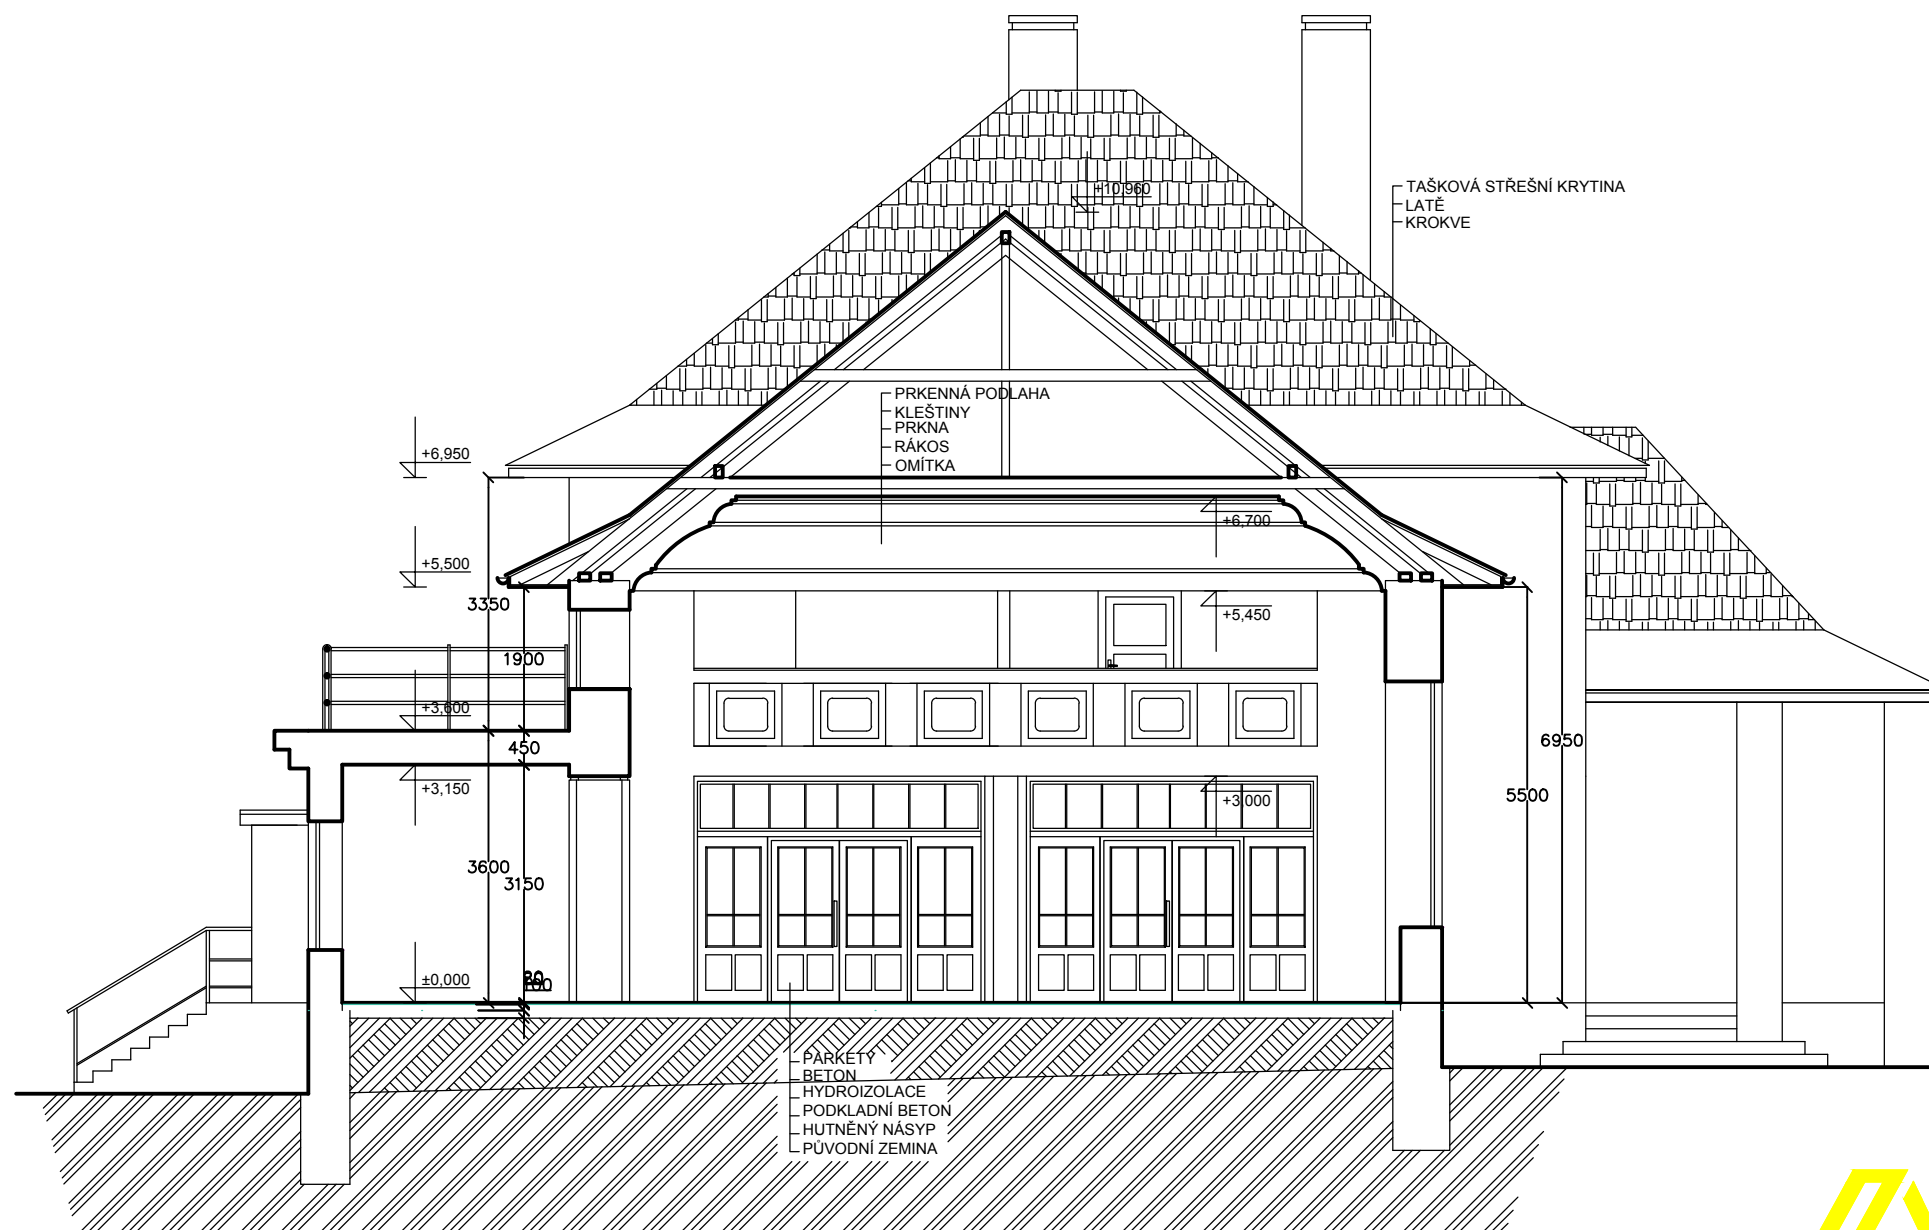 +10,960
TAŠKOVÁ STŘEŠNÍ KRYTINA
LATĚ
KROKVE
PRKENNÁ PODLAHA
KLEŠTINY
PRKNA
RÁKOS
OMÍTKA
+6,950
+6,700
+5,500
3350
+5,450
1900
+3,600
450
6950
+3,150
+3,000
5500
3600
3150
±0,000
PARKETY
BETON
HYDROIZOLACE
PODKLADNÍ BETON
HUTNĚNÝ NÁSYP
PŮVODNÍ ZEMINA